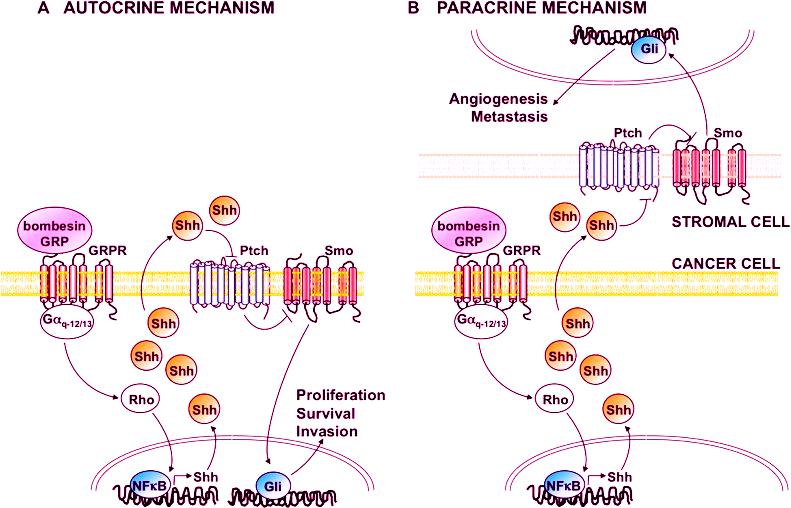 A AUTOCRINE MECHANISM
bombesin
GRP
GRPR
Gαq-12/13
Rho
NFκB
Shh
Shh
Shh
Shh
Shh
Shh
Shh
Ptch
Smo
Gli
Proliferation
Survival
Invasion
B PARACRINE MECHANISM
Gli
Angiogenesis
Metastasis
Ptch
Smo
STROMAL CELL
CANCER CELL
bombesin
GRP
GRPR
Gαq-12/13
Rho
NFκB
Shh
Shh
Shh
Shh
Shh
Shh
Shh